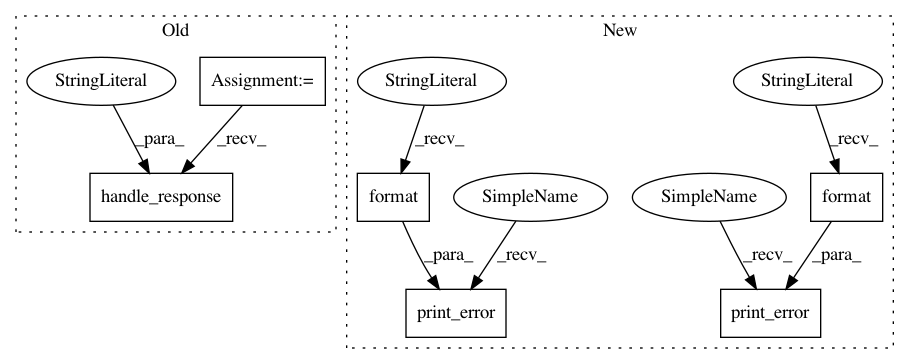 Old
New
StringLiteral
Assignment:=
StringLiteral
StringLiteral
_para_
_recv_
_recv_
_recv_
handle_response
format
SimpleName
SimpleName
format
_para_
_recv_
_recv_
_para_
print_error
print_error